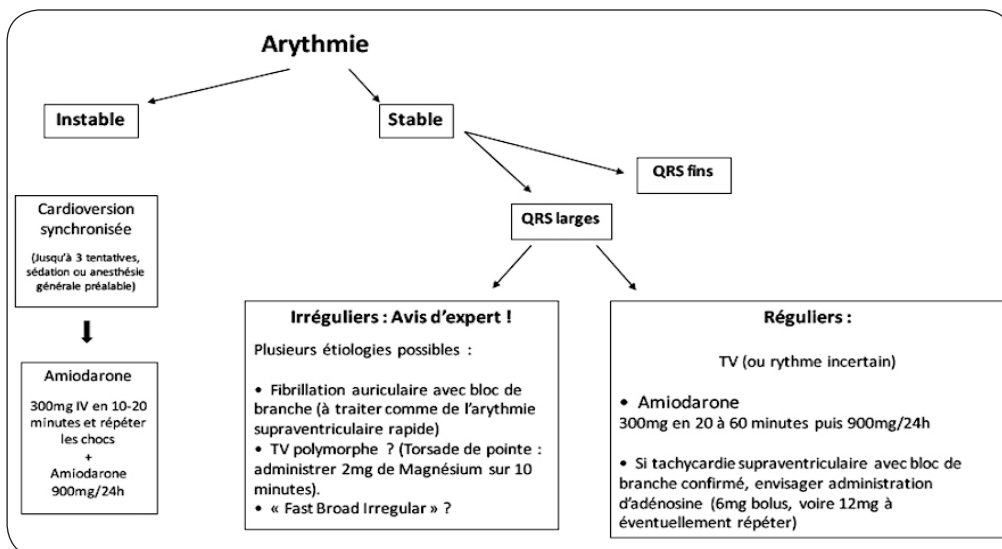 Arythmie
Instable
Stable
QRS fins
QRS larges
Cardioversion
synchronisée
(Jusqu'à 3 tentatives,
sédation ou anesthésie
générale préalable)
Amiodarone
300mg IV en 10-20
minutes et répéter
les chocs
+
Amiodarone
900mg/24h
Irréguliers : Avis d'expert !
Plusieurs étiologies possibles :
• Fibrillation auriculaire avec bloc de
branche (à traiter comme de l'arythmie
supraventriculaire rapide)
• TV polymorphe ? (Torsade de pointe :
administrer 2mg de Magnésium sur 10
minutes).
• « Fast Broad Irregular » ?
Réguliers :
TV (ou rythme incertain)
• Amiodarone
300mg en 20 à 60 minutes puis 900mg/24h
• Si tachycardie supraventriculaire avec bloc de
branche confirmé, envisager administration
d'adénosine (6mg bolus, voire 12mg à
éventuellement répéter)